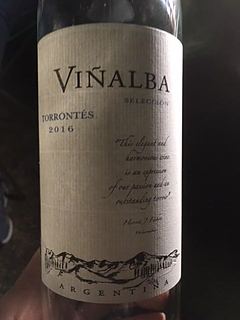 VIÑALBA
SELECCIÓN
TORRONTÉS
2016
"This elegant and
harmonious wine
is an expression
of our passion and an
outstanding terroir"
ARGENTINA